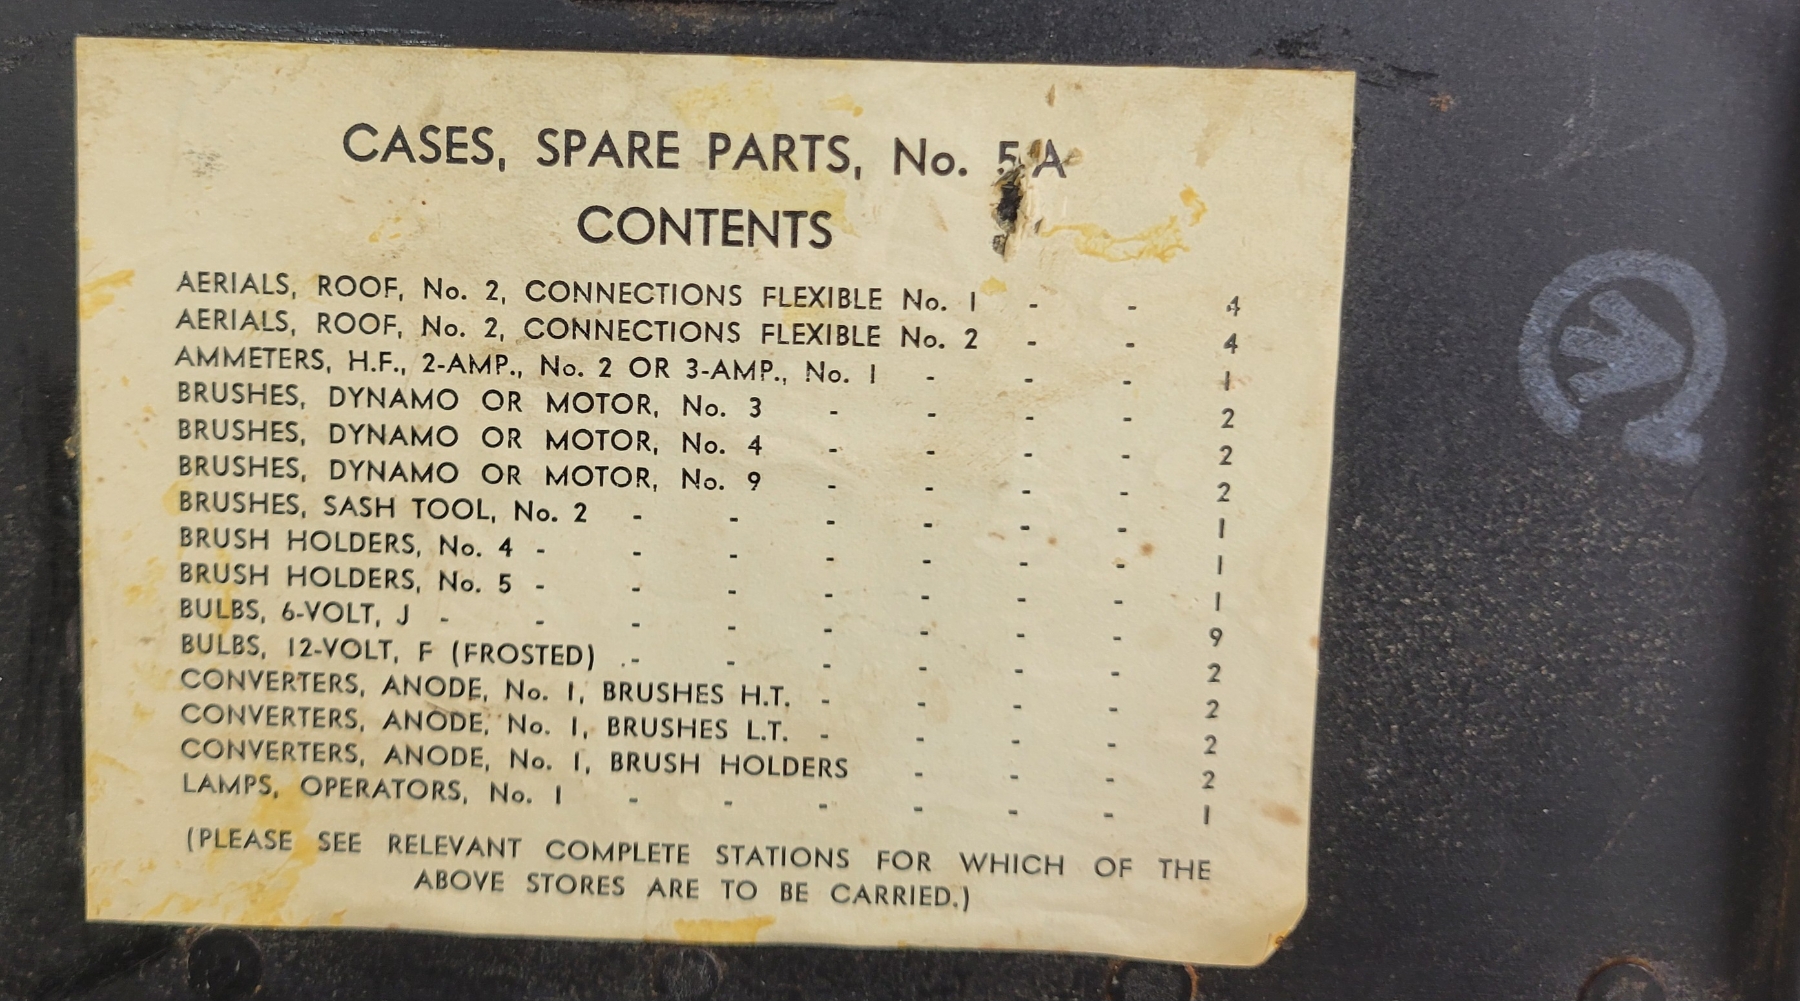 CASES, SPARE PARTS, No. 5A
CONTENTS
AERIALS, ROOF, No. 2, CONNECTIONS FLEXIBLE No. 1 - - 4
AERIALS, ROOF, No. 2, CONNECTIONS FLEXIBLE No. 2 - - 4
AMMETERS, H.F., 2-AMP., No. 2 OR 3-AMP., No. 1 - - - 1
BRUSHES, DYNAMO OR MOTOR, No. 3 - - - - 2
BRUSHES, DYNAMO OR MOTOR, No. 4 - - - - 2
BRUSHES, DYNAMO OR MOTOR, No. 9 - - - - 2
BRUSHES, SASH TOOL, No. 2 - - - - - - 1
BRUSH HOLDERS, No. 4 - - - - - - - 1
BRUSH HOLDERS, No. 5 - - - - - - - 1
BULBS, 6-VOLT, J - - - - - - - - 9
BULBS, 12-VOLT, F (FROSTED) - - - - - - 2
CONVERTERS, ANODE, No. 1, BRUSHES H.T. - - - - 2
CONVERTERS, ANODE, No. 1, BRUSHES L.T. - - - - 2
CONVERTERS, ANODE, No. 1, BRUSH HOLDERS - - - 2
LAMPS, OPERATORS, No. 1 - - - - - - 1
(PLEASE SEE RELEVANT COMPLETE STATIONS FOR WHICH OF THE
ABOVE STORES ARE TO BE CARRIED.)